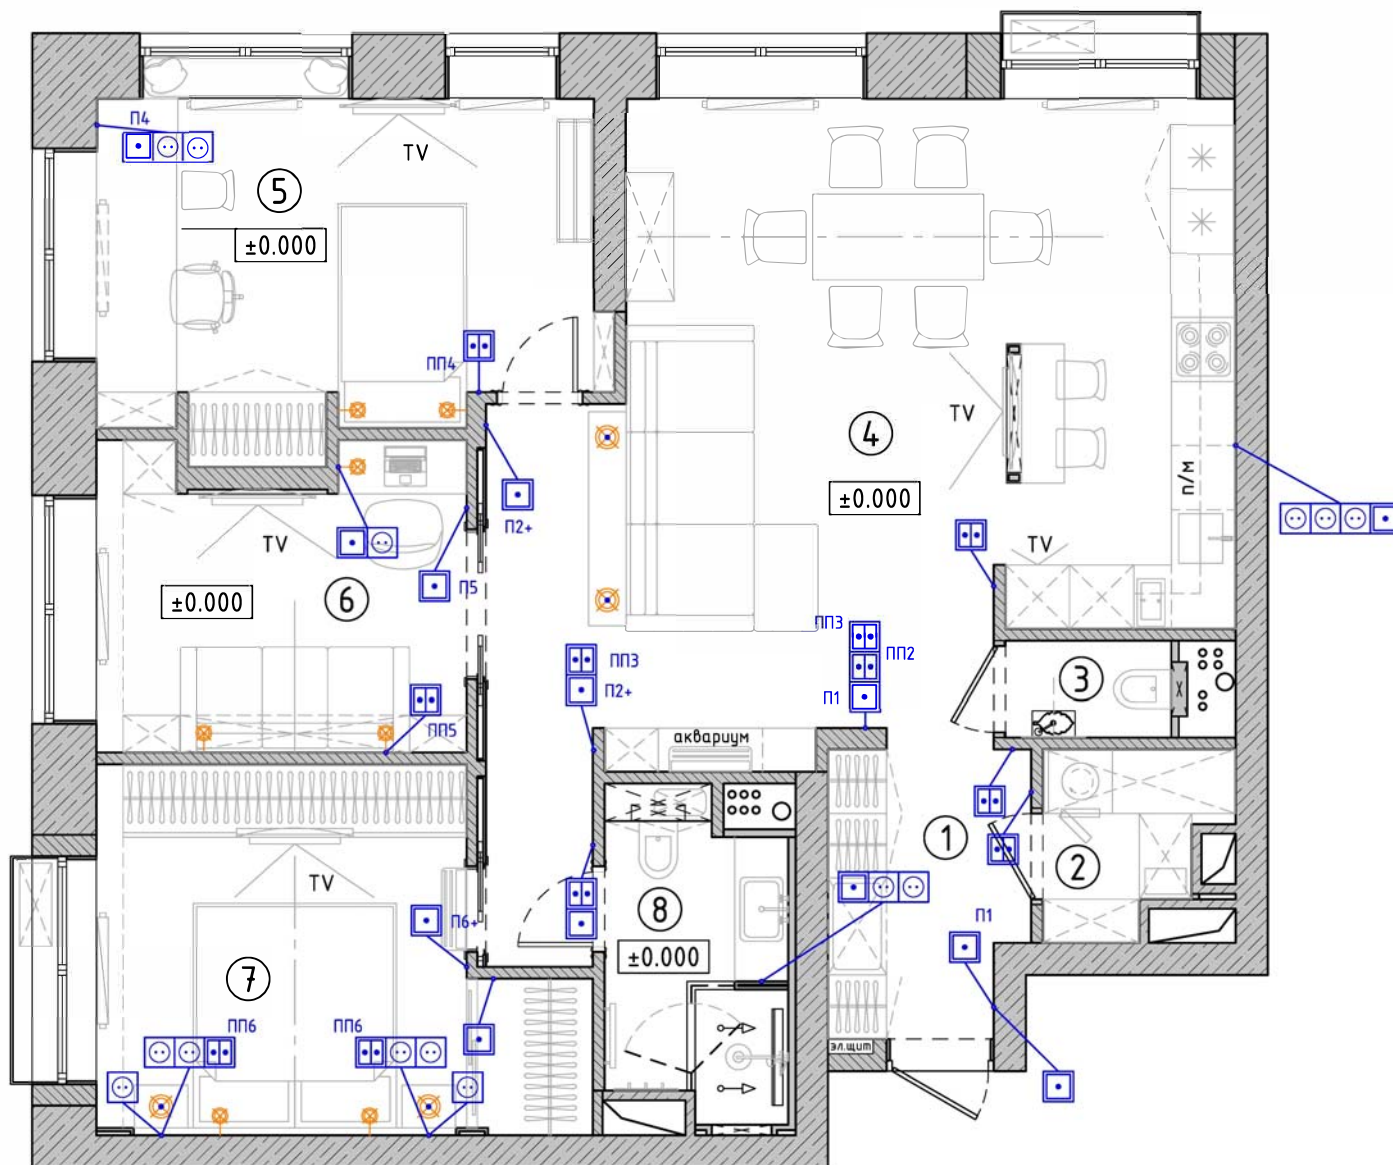 П4
TV
5
±0.000
ПП4
4
TV
±0.000
п/м
П2+
TV
TV
П5
6
±0.000
ПП3
ПП2
П1
ПП3
П2+
3
аквариум
ПП5
1
2
TV
8
±0.000
П6+
П1
7
ПП6
ПП6
эл.щит